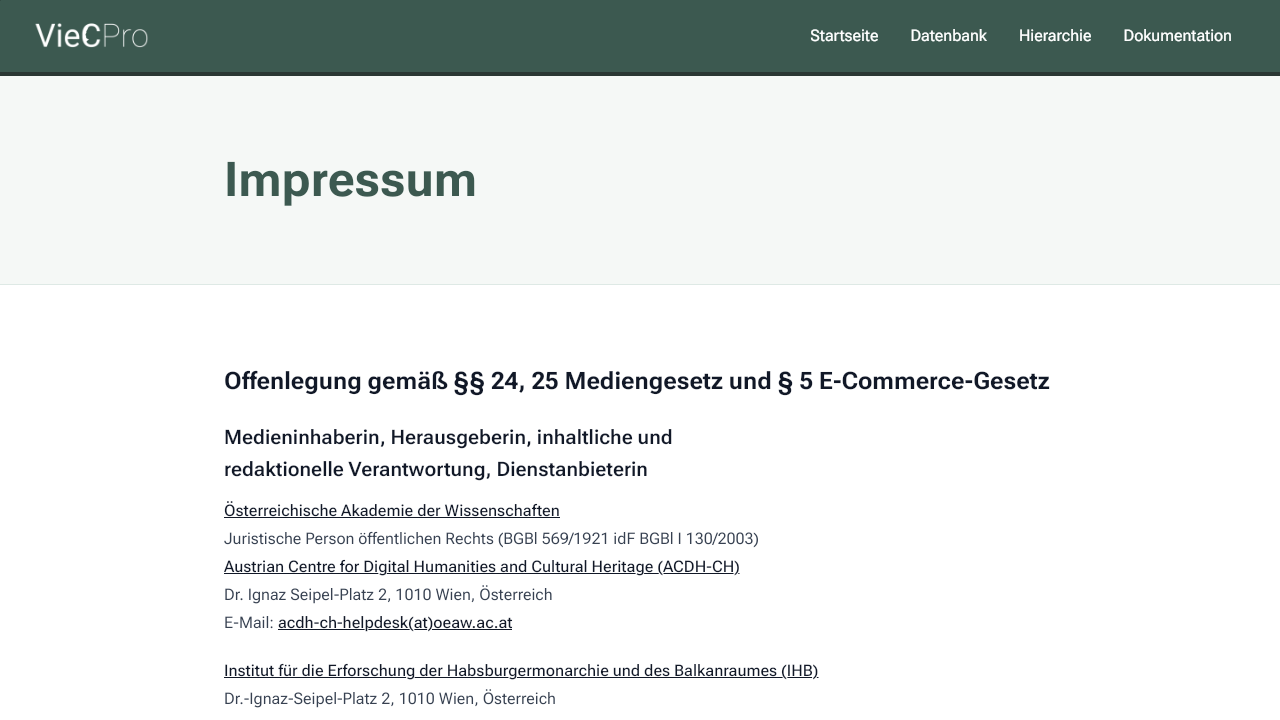 VieCPro
Startseite Datenbank Hierarchie Dokumentation
Impressum
Offenlegung gemäß §§ 24, 25 Mediengesetz und § 5 E-Commerce-Gesetz
Medieninhaberin, Herausgeberin, inhaltliche und
redaktionelle Verantwortung, Dienstanbieterin
Österreichische Akademie der Wissenschaften
Juristische Person öffentlichen Rechts (BGBl 569/1921 idF BGBl I 130/2003)
Austrian Centre for Digital Humanities and Cultural Heritage (ACDH-CH)
Dr. Ignaz Seipel-Platz 2, 1010 Wien, Österreich
E-Mail: acdh-ch-helpdesk(at)oeaw.ac.at
Institut für die Erforschung der Habsburgermonarchie und des Balkanraumes (IHB)
Dr.-Ignaz-Seipel-Platz 2, 1010 Wien, Österreich